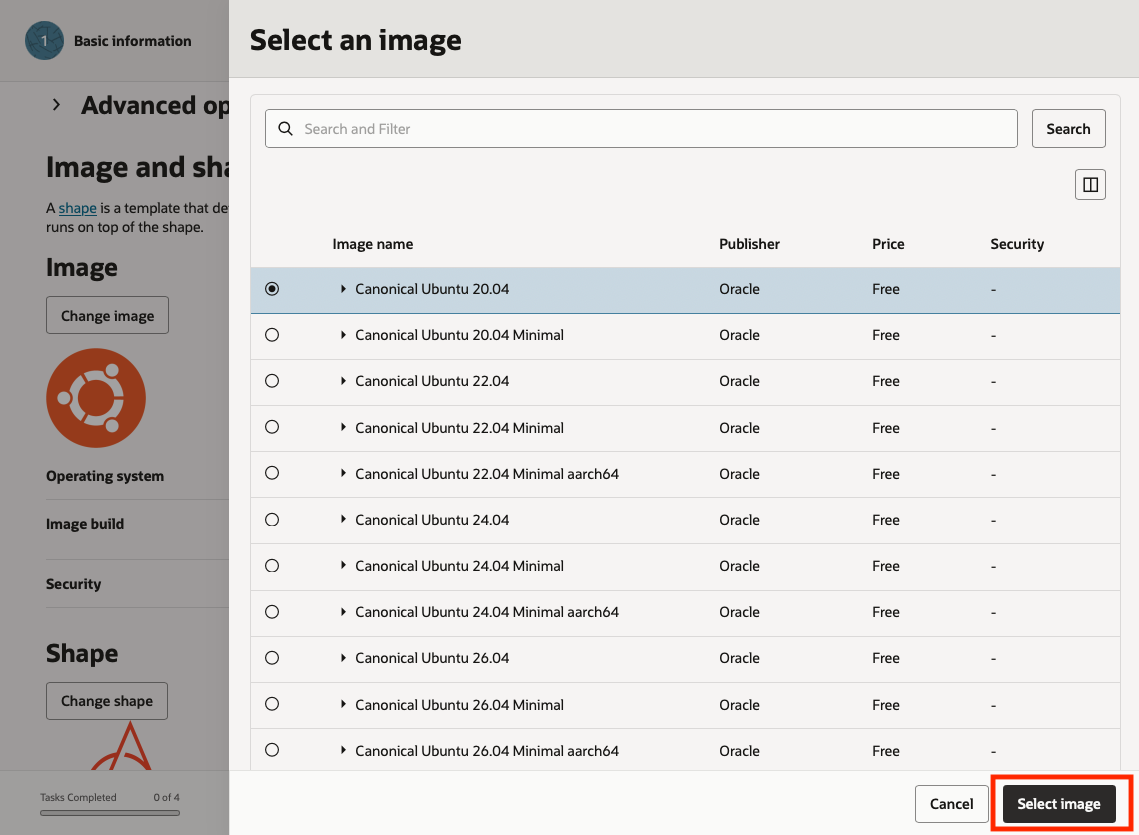 1 Basic information
Advanced op
Image and sha
A shape is a template that de
runs on top of the shape.
Image
Change image
Operating system
Image build
Security
Shape
Change shape
Tasks Completed 0 of 4
Select an image
Search and Filter Search
Image name Publisher Price Security
Canonical Ubuntu 20.04 Oracle Free -
Canonical Ubuntu 20.04 Minimal Oracle Free -
Canonical Ubuntu 22.04 Oracle Free -
Canonical Ubuntu 22.04 Minimal Oracle Free -
Canonical Ubuntu 22.04 Minimal aarch64 Oracle Free -
Canonical Ubuntu 24.04 Oracle Free -
Canonical Ubuntu 24.04 Minimal Oracle Free -
Canonical Ubuntu 24.04 Minimal aarch64 Oracle Free -
Canonical Ubuntu 26.04 Oracle Free -
Canonical Ubuntu 26.04 Minimal Oracle Free -
Canonical Ubuntu 26.04 Minimal aarch64 Oracle Free -
Cancel Select image